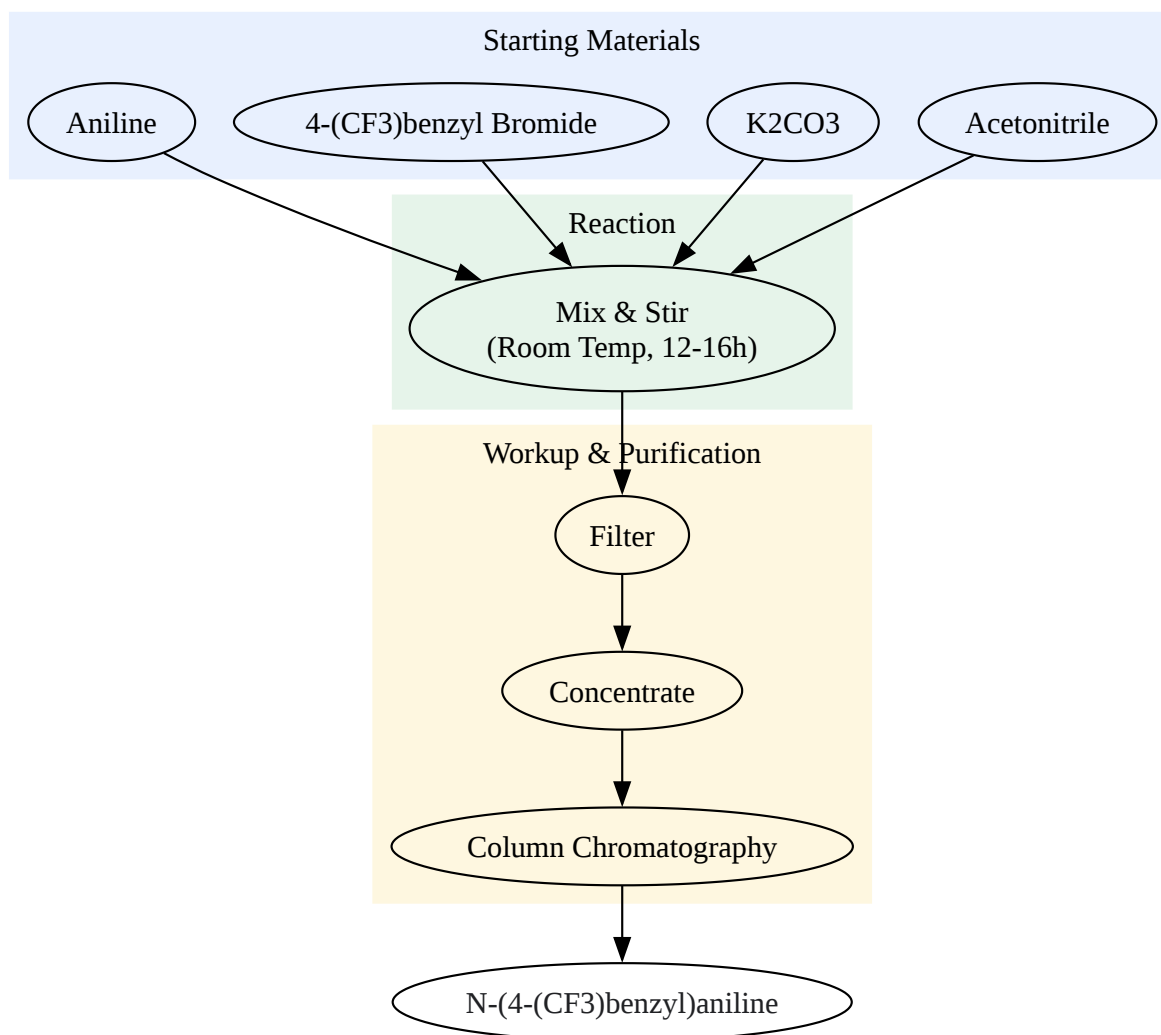 Starting Materials
Aniline
4-(CF3)benzyl Bromide
K2CO3
Acetonitrile
Reaction
Mix & Stir
(Room Temp, 12-16h)
Workup & Purification
Filter
Concentrate
Column Chromatography
N-(4-(CF3)benzyl)aniline